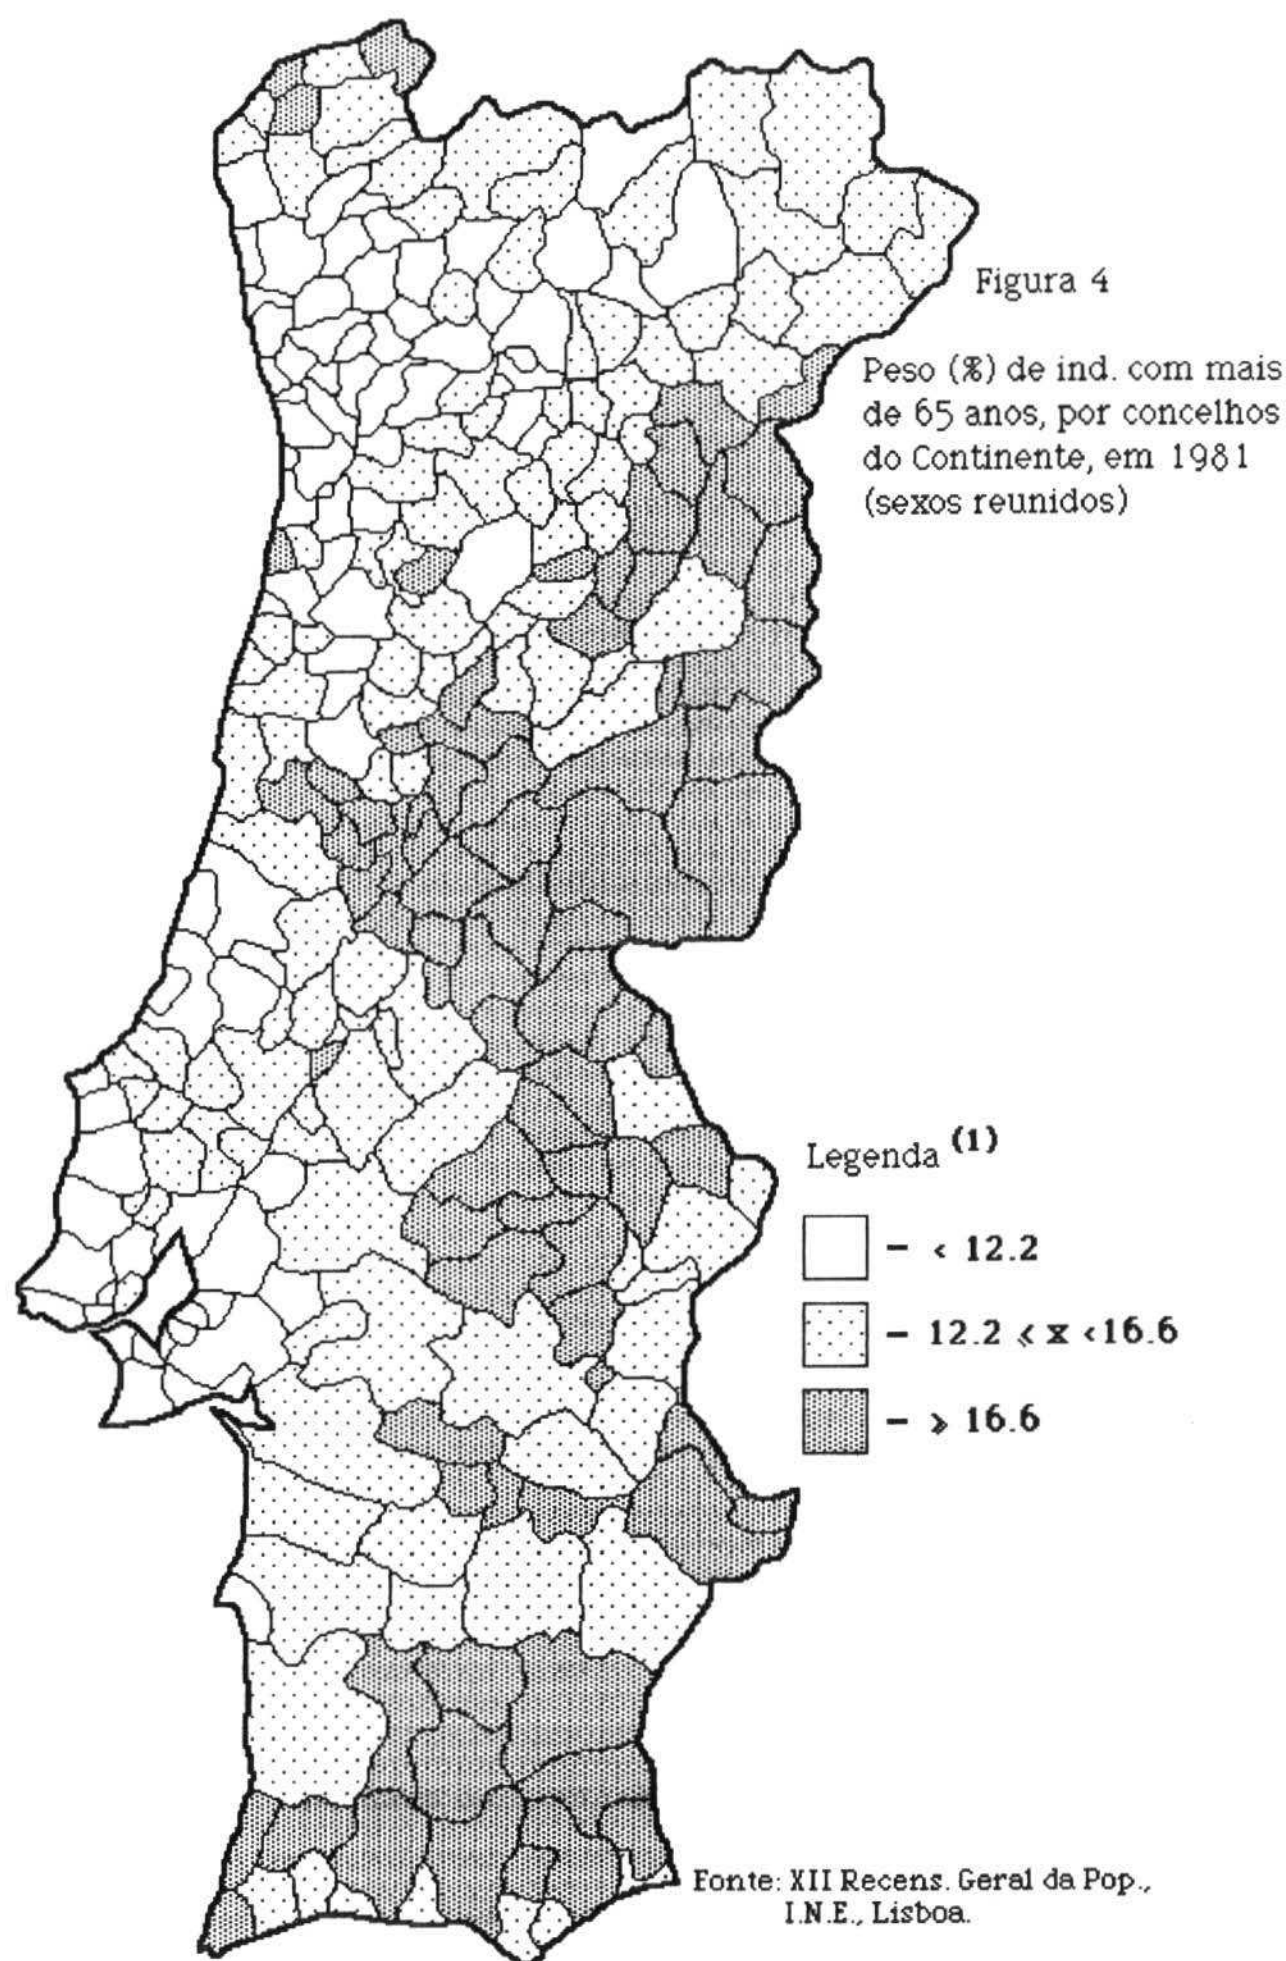 Figura 4
Peso (%) de ind. com mais
de 65 anos, por concelhos
do Continente, em 1981
(sexos reunidos)
Legenda (1)
- < 12.2
- 12.2 ⩽ x <16.6
- ⩾ 16.6
Fonte: XII Recens. Geral da Pop.,
I.N.E., Lisboa.